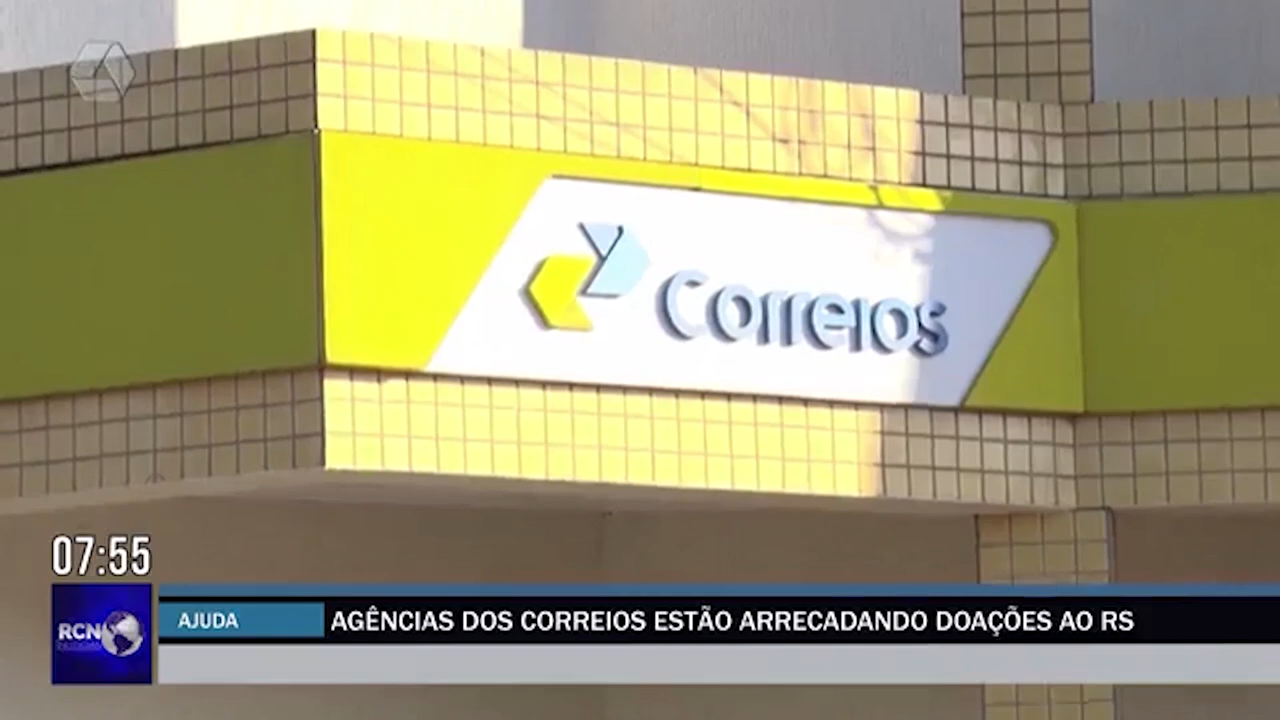 Correios
07:55
RCN
AJUDA
AGÊNCIAS DOS CORREIOS ESTÃO ARRECADANDO DOAÇÕES AO RS